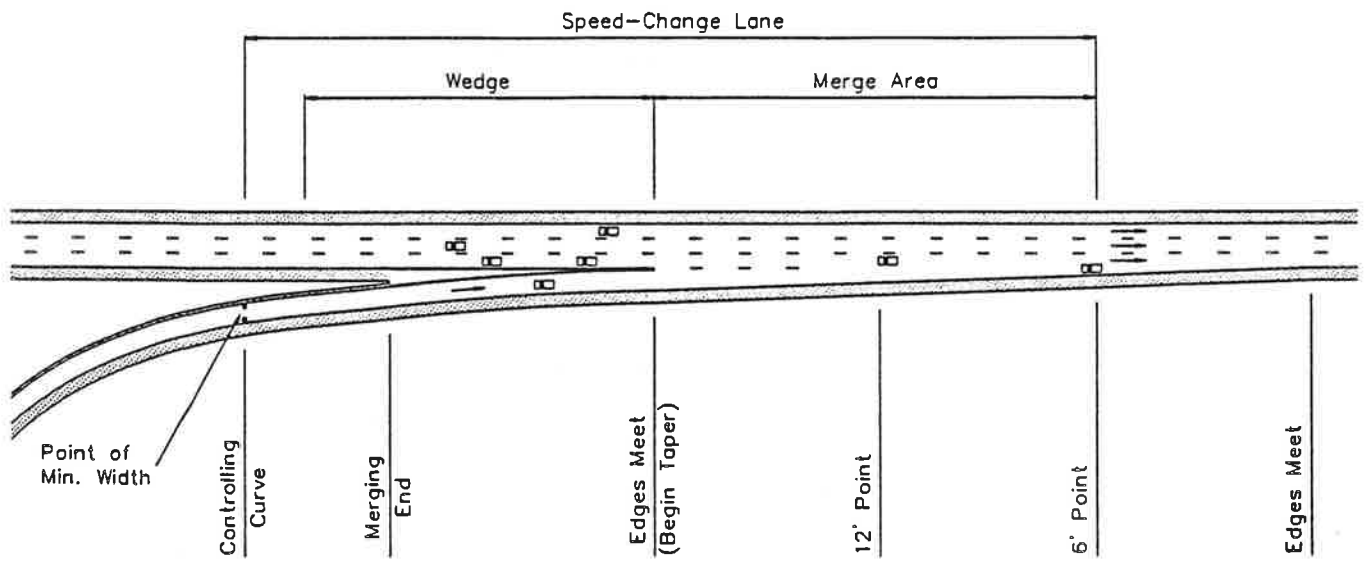 Speed-Change Lane
Wedge
Merge Area
Point of
Min. Width
Controlling
Curve
Merging
End
Edges Meet
(Begin Taper)
12' Point
6' Point
Edges Meet